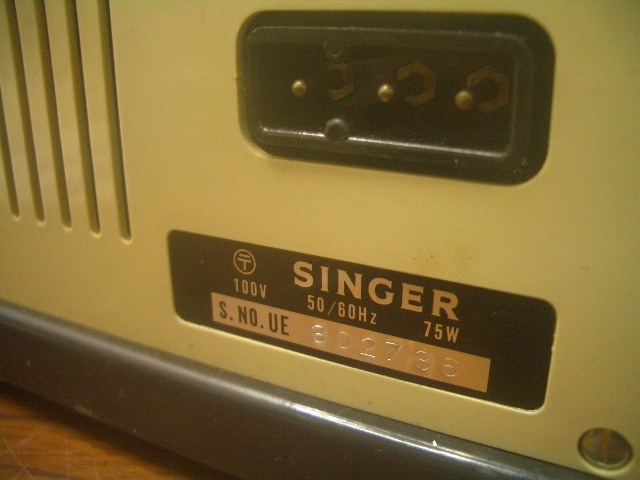 〒 SINGER
100V 50/60Hz 75W
S.NO.UE 802736